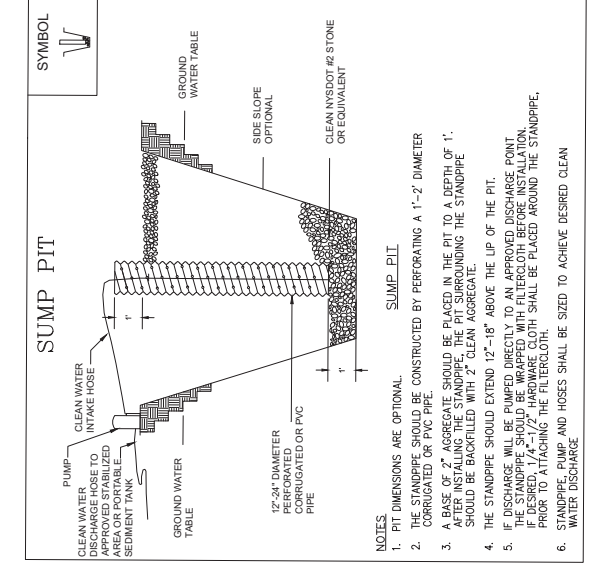 SYMBOL
SUMP PIT
PUMP
CLEAN WATER
INTAKE HOSE
CLEAN WATER
DISCHARGE HOSE TO
APPROVED STABILIZED
AREA OR PORTABLE
SEDIMENT TANK
1'
GROUND
WATER TABLE
GROUND WATER
TABLE
SIDE SLOPE
OPTIONAL
12"-24" DIAMETER
PERFORATED
CORRUGATED OR PVC
PIPE
1'
CLEAN NYSDOT #2 STONE
OR EQUIVALENT
NOTES
SUMP PIT
1. PIT DIMENSIONS ARE OPTIONAL.
2. THE STANDPIPE SHOULD BE CONSTRUCTED BY PERFORATING A 1'-2' DIAMETER
CORRUGATED OR PVC PIPE.
3. A BASE OF 2" AGGREGATE SHOULD BE PLACED IN THE PIT TO A DEPTH OF 1'.
AFTER INSTALLING THE STANDPIPE, THE PIT SURROUNDING THE STANDPIPE
SHOULD BE BACKFILLED WITH 2" CLEAN AGGREGATE.
4. THE STANDPIPE SHOULD EXTEND 12"-18" ABOVE THE LIP OF THE PIT.
5. IF DISCHARGE WILL BE PUMPED DIRECTLY TO AN APPROVED DISCHARGE POINT
THE STANDPIPE SHOULD BE WRAPPED WITH FILTERCLOTH BEFORE INSTALLATION.
IF DESIRED, 1/4"-1/2" HARDWARE CLOTH SHALL BE PLACED AROUND THE STANDPIPE,
PRIOR TO ATTACHING THE FILTERCLOTH.
6. STANDPIPE, PUMP AND HOSES SHALL BE SIZED TO ACHIEVE DESIRED CLEAN
WATER DISCHARGE